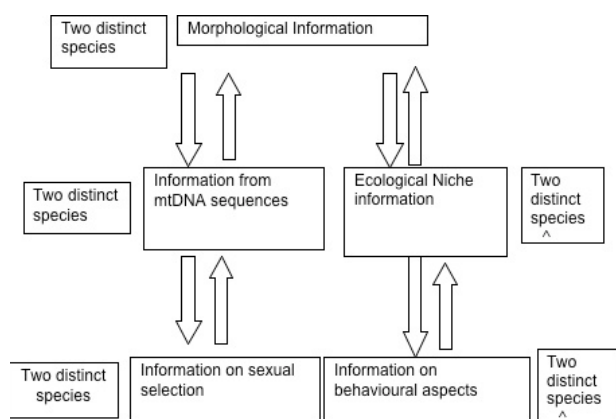 Two distinct
species
Morphological Information
Two distinct
species
Information from
mtDNA sequences
Ecological Niche
information
Two
distinct
species
^
Two distinct
species
Information on sexual
selection
Information on
behavioural aspects
Two
distinct
species
^